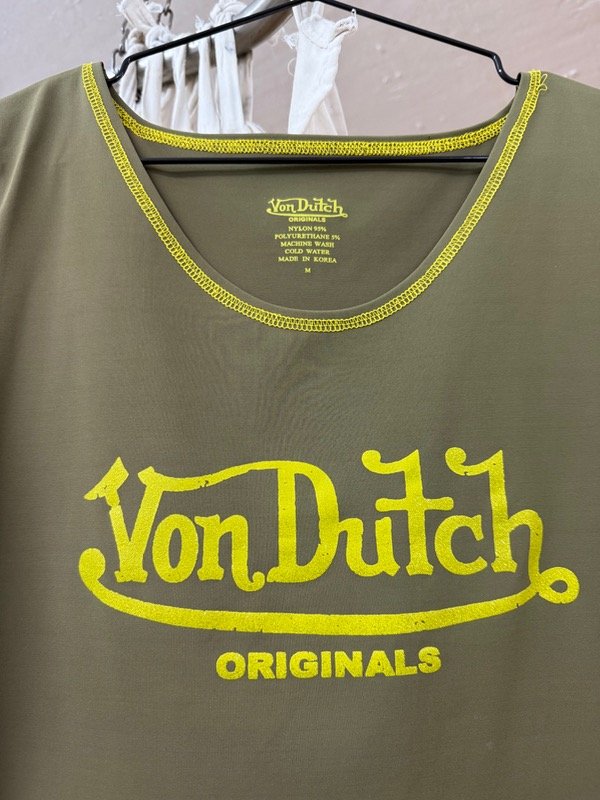 Von Dutch
ORIGINALS
NYLON 95%
POLYURETHANE 5%
MACHINE WASH
COLD WATER
MADE IN KOREA
M
Von Dutch
ORIGINALS